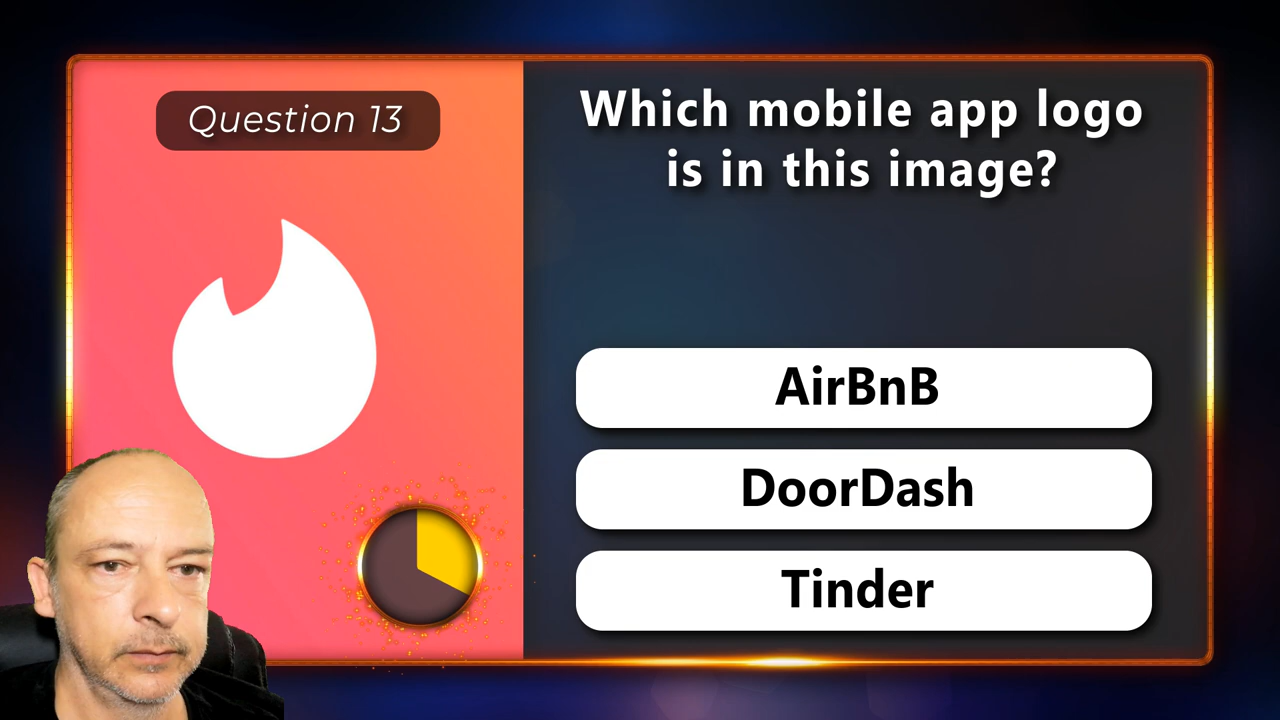 Question 13
Which mobile app logo
is in this image?
AirBnB
DoorDash
Tinder